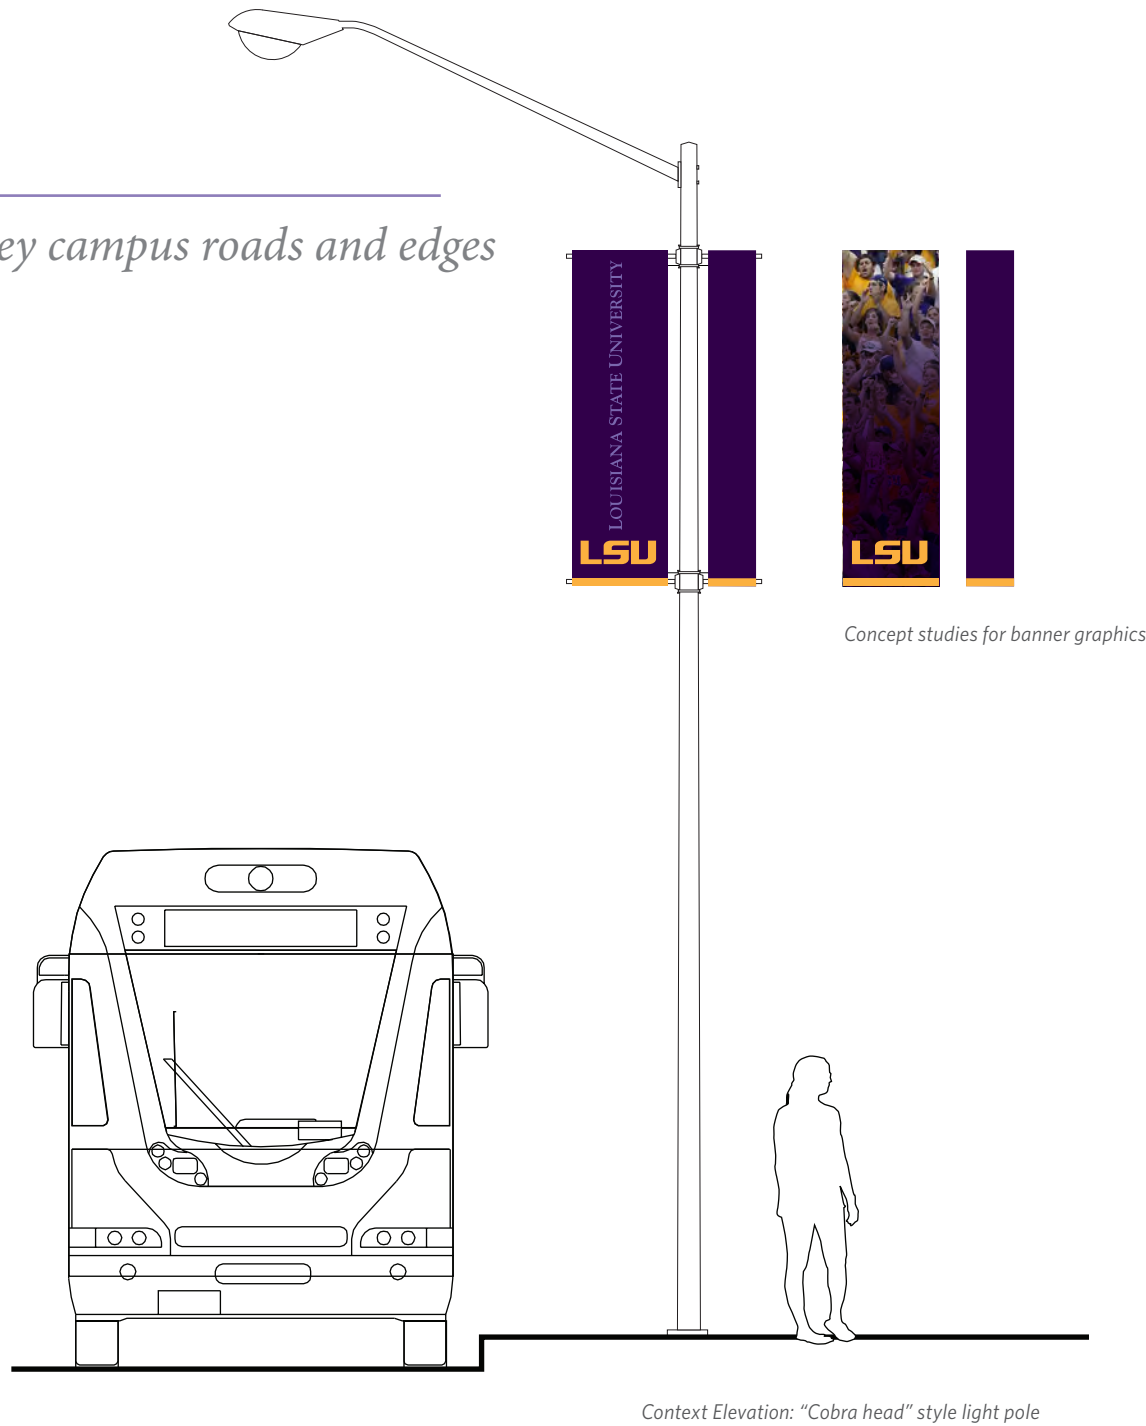 ey campus roads and edges
LOUISIANA STATE UNIVERSITY
LSU
LSU
Concept studies for banner graphics
Context Elevation: “Cobra head” style light pole